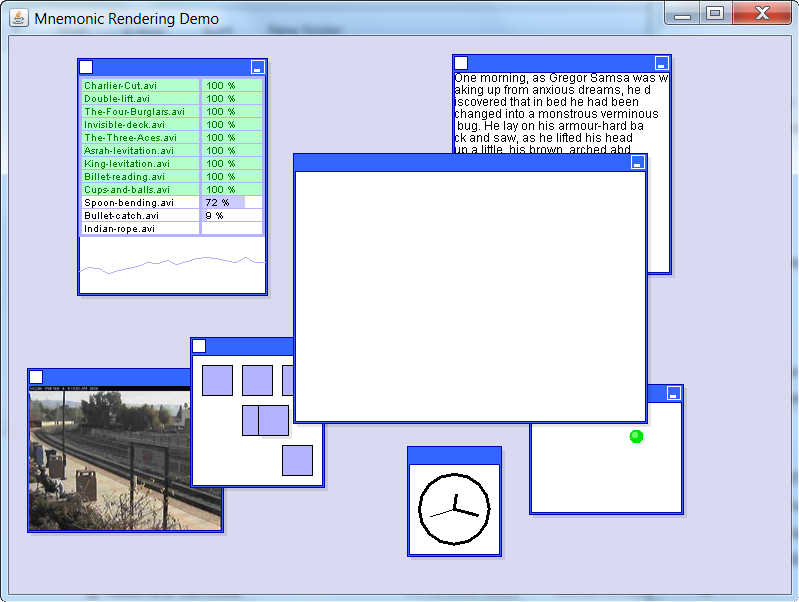 Mnemonic Rendering Demo
Charlier-Cut.avi 100 %
Double-lift.avi 100 %
The-Four-Burglars.avi 100 %
Invisible-deck.avi 100 %
The-Three-Aces.avi 100 %
Asrah-levitation.avi 100 %
King-levitation.avi 100 %
Billet-reading.avi 100 %
Cups-and-balls.avi 100 %
Spoon-bending.avi 72 %
Bullet-catch.avi 9 %
Indian-rope.avi
One morning, as Gregor Samsa was w
aking up from anxious dreams, he d
iscovered that in bed he had been
changed into a monstrous verminous
bug. He lay on his armour-hard ba
ck and saw, as he lifted his head
up a little, his brown, arched abd